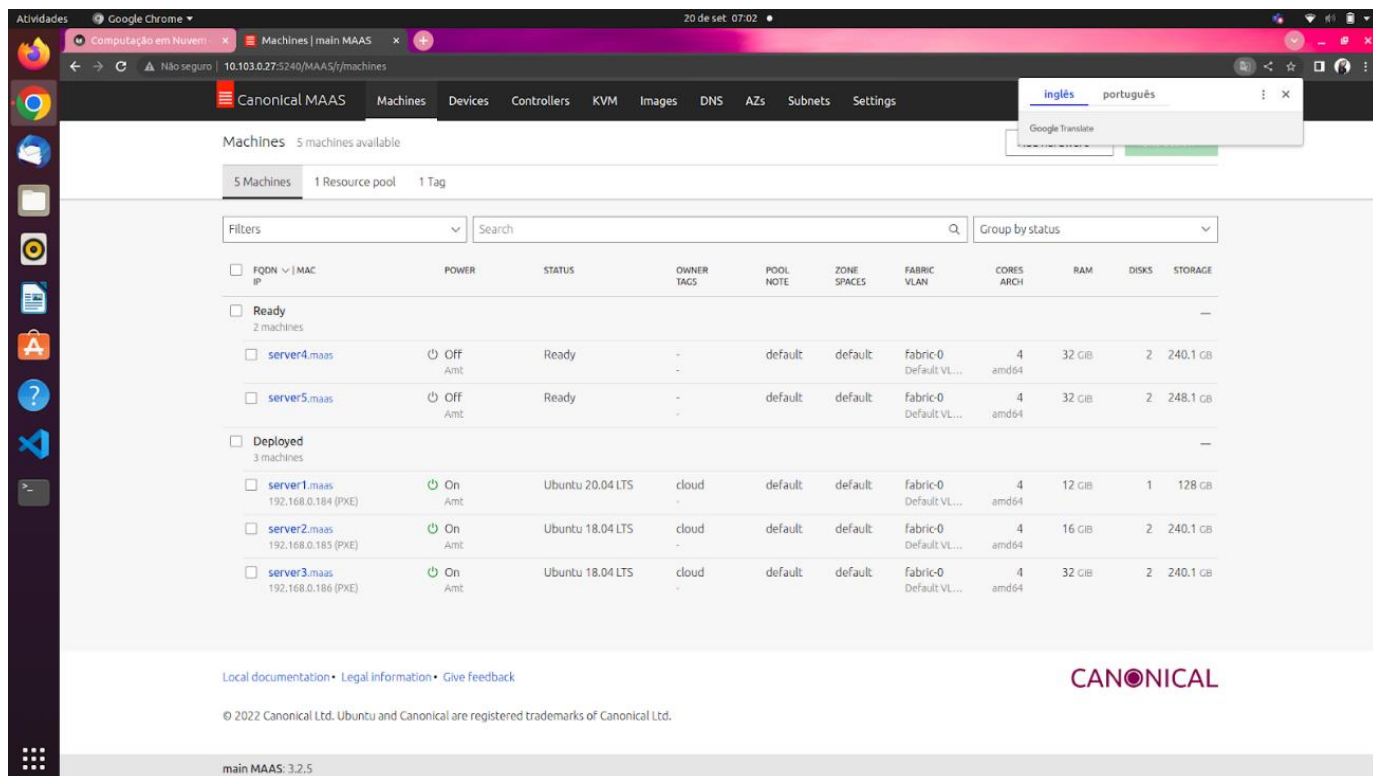 Atividades Google Chrome 20 de set 07:02
Computação em Nuvem Machines | main MAAS
Não seguro 10.103.0.27:5240/MAAS/r/machines
Canonical MAAS Machines Devices Controllers KVM Images DNS AZs Subnets Settings
inglês português
Google Translate
Machines 5 machines available
5 Machines 1 Resource pool 1 Tag
Filters Search Group by status
FQDN | MAC POWER STATUS OWNER POOL ZONE FABRIC CORES RAM DISKS STORAGE
IP TAGS NOTE SPACES VLAN ARCH
Ready
2 machines
server4.maas Off Ready - default default fabric-0 4 32 GiB 2 240.1 GB
Amt - Default VL... amd64
server5.maas Off Ready - default default fabric-0 4 32 GiB 2 248.1 GB
Amt - Default VL... amd64
Deployed
3 machines
server1.maas On Ubuntu 20.04 LTS cloud default default fabric-0 4 12 GiB 1 128 GB
192.168.0.184 (PXE) Amt - Default VL... amd64
server2.maas On Ubuntu 18.04 LTS cloud default default fabric-0 4 16 GiB 2 240.1 GB
192.168.0.185 (PXE) Amt - Default VL... amd64
server3.maas On Ubuntu 18.04 LTS cloud default default fabric-0 4 32 GiB 2 240.1 GB
192.168.0.186 (PXE) Amt - Default VL... amd64
Local documentation • Legal information • Give feedback
CANONICAL
© 2022 Canonical Ltd. Ubuntu and Canonical are registered trademarks of Canonical Ltd.
main MAAS: 3.2.5